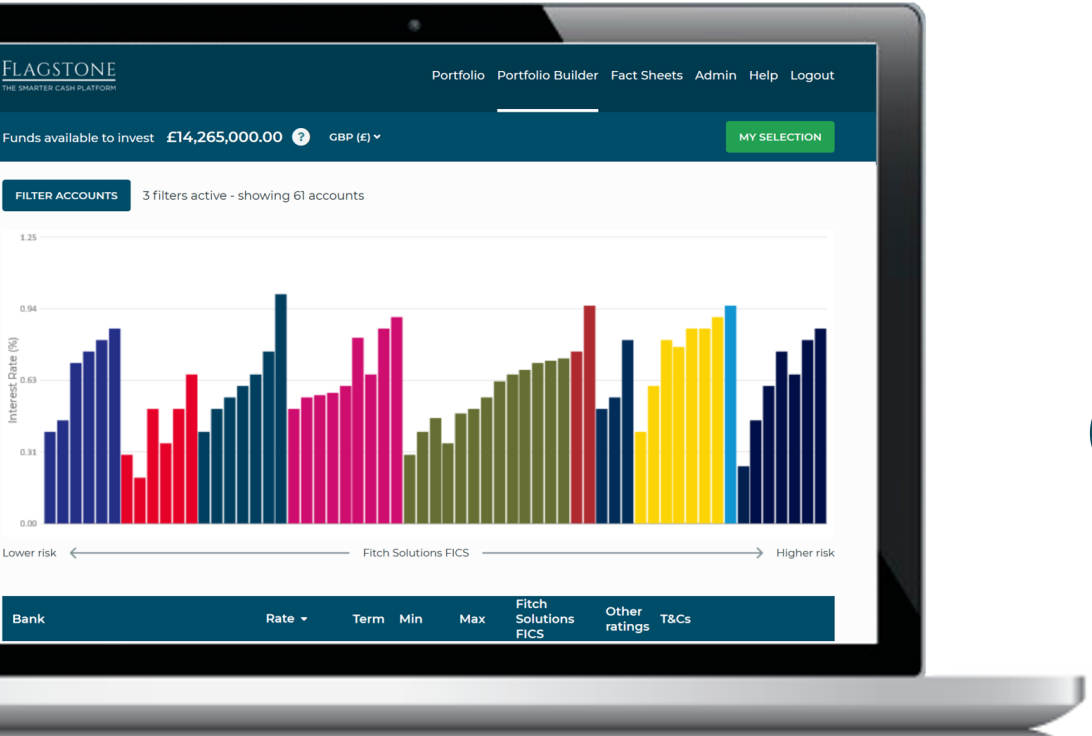 FLAGSTONE
THE SMARTER CASH PLATFORM
Portfolio Portfolio Builder Fact Sheets Admin Help Logout
Funds available to invest £14,265,000.00 ? GBP (£)
MY SELECTION
FILTER ACCOUNTS 3 filters active - showing 61 accounts
1.25
0.94
0.63
0.31
0.00
Interest Rate (%)
Lower risk Fitch Solutions FICS Higher risk
Bank Rate Term Min Max Fitch Solutions FICS Other ratings T&Cs